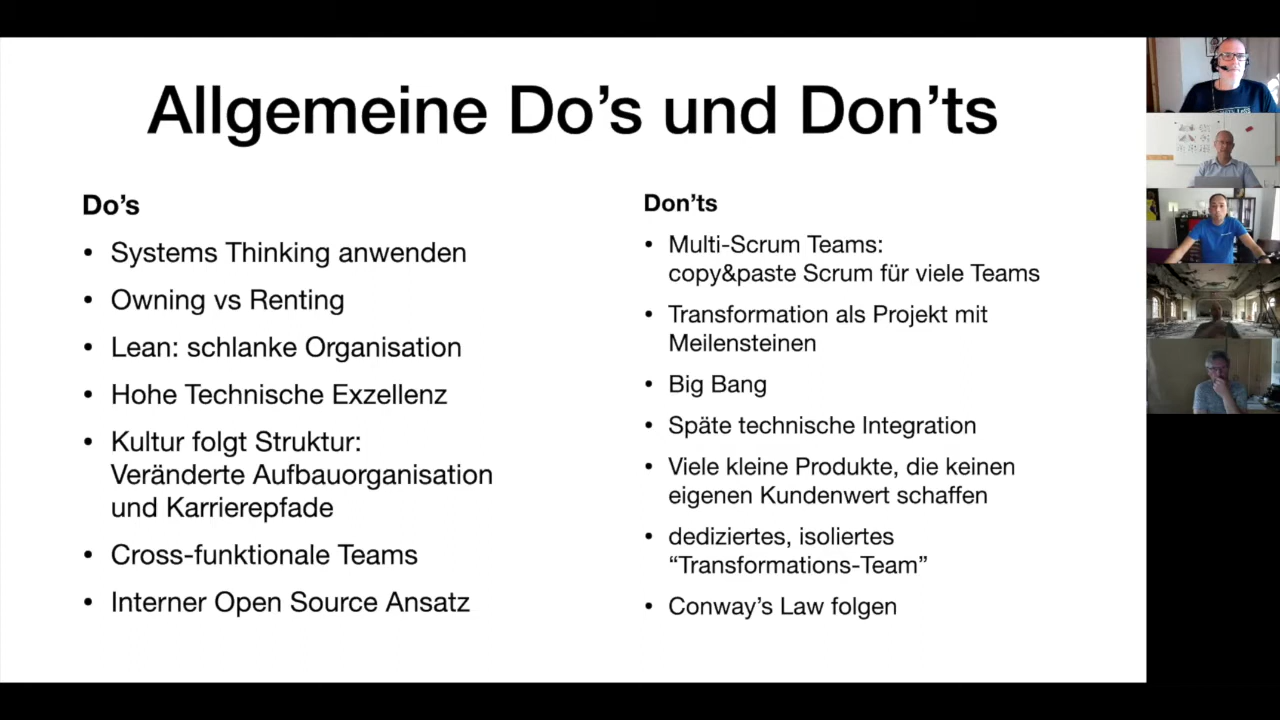 Allgemeine Do’s und Don’ts
Do’s
• Systems Thinking anwenden
• Owning vs Renting
• Lean: schlanke Organisation
• Hohe Technische Exzellenz
• Kultur folgt Struktur:
Veränderte Aufbauorganisation
und Karrierepfade
• Cross-funktionale Teams
• Interner Open Source Ansatz
Don’ts
• Multi-Scrum Teams:
copy&paste Scrum für viele Teams
• Transformation als Projekt mit
Meilensteinen
• Big Bang
• Späte technische Integration
• Viele kleine Produkte, die keinen
eigenen Kundenwert schaffen
• dediziertes, isoliertes
“Transformations-Team”
• Conway’s Law folgen